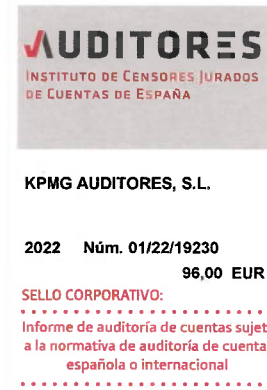 AUDITORES
INSTITUTO DE CENSORES JURADOS
DE CUENTAS DE ESPAÑA
KPMG AUDITORES, S.L.
2022 Núm. 01/22/19230
96,00 EUR
SELLO CORPORATIVO:
Informe de auditoría de cuentas sujet
a la normativa de auditoría de cuenta
española o internacional